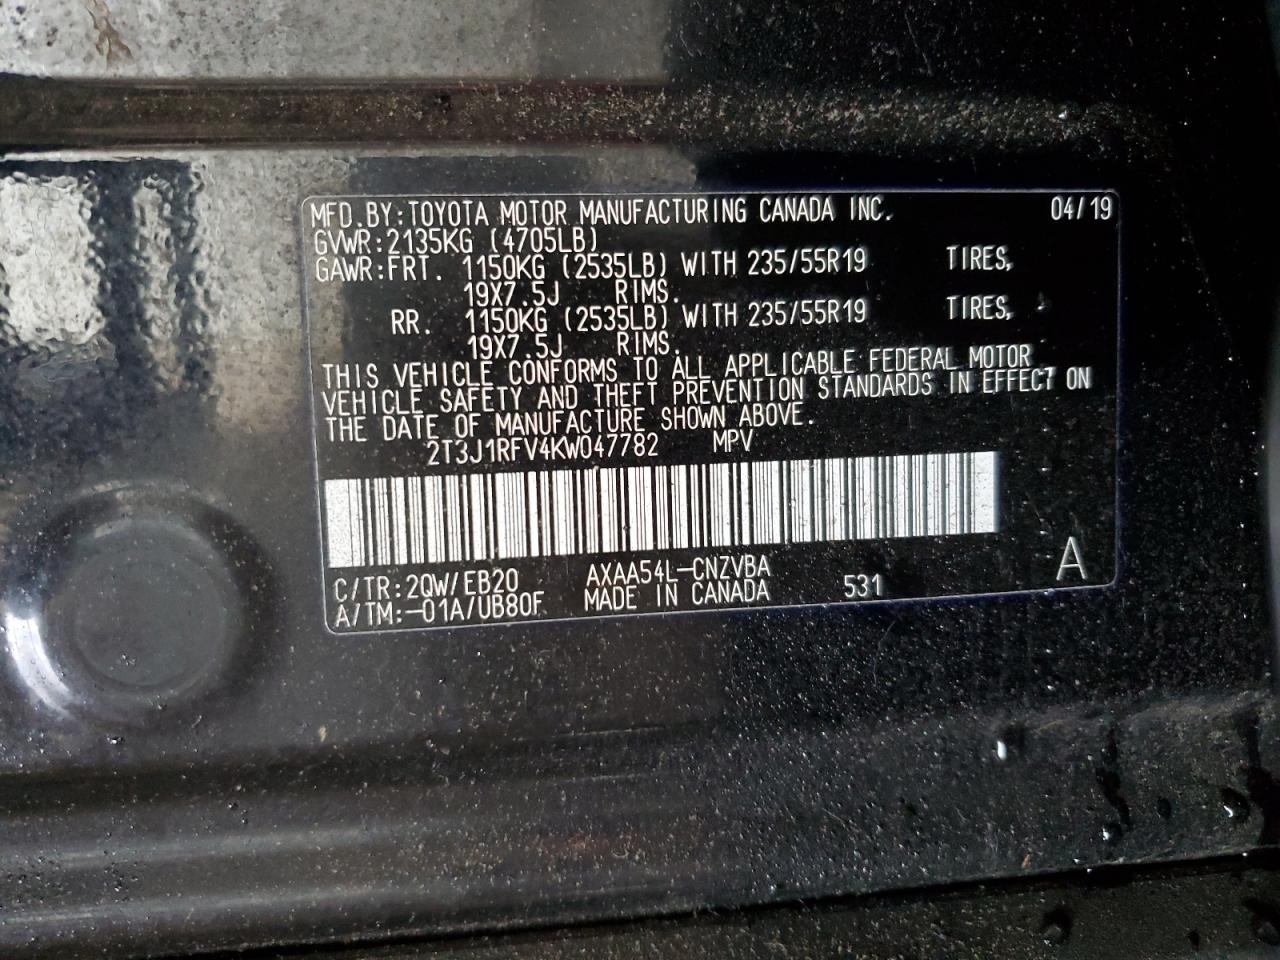 MFD.BY:TOYOTA MOTOR MANUFACTURING CANADA INC. 04/19
GVWR:2135KG (4705LB)
GAWR:FRT. 1150KG (2535LB) WITH 235/55R19 TIRES,
19X7.5J RIMS.
RR. 1150KG (2535LB) WITH 235/55R19 TIRES,
19X7.5J RIMS.
THIS VEHICLE CONFORMS TO ALL APPLICABLE FEDERAL MOTOR
VEHICLE SAFETY AND THEFT PREVENTION STANDARDS IN EFFECT ON
THE DATE OF MANUFACTURE SHOWN ABOVE.
2T3J1RFV4KW047782 MPV
C/TR:2QW/EB20 AXAA54L-CNZVBA
A/TM:-01A/UB80F MADE IN CANADA 531 A